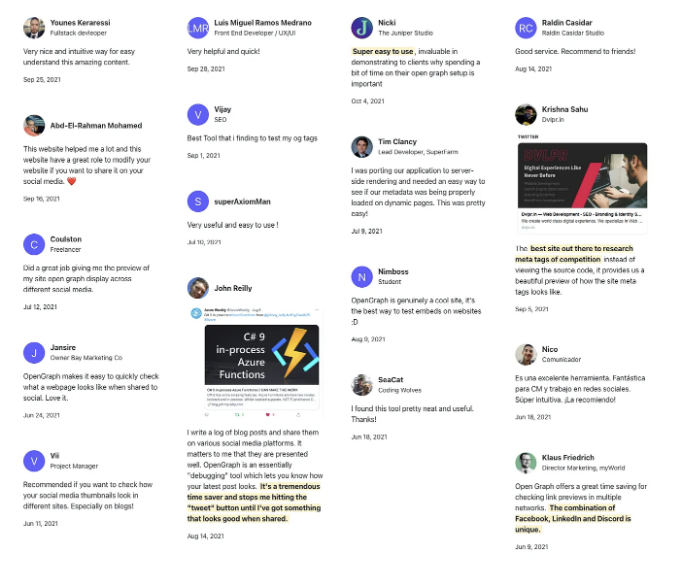 Younes Keraressi
Fullstack devleoper
Very nice and intuitive way for easy
understand this amazing content.
Sep 25, 2021
Abd-El-Rahman Mohamed
This website helped me a lot and this
website have a great role to modify your
website if you want to share it on your
social media. ❤️
Sep 16, 2021
C
Coulston
Freelancer
Did a great job giving me the preview of
my site open graph display across
different social media.
Jul 12, 2021
J
Jansire
Owner Bay Marketing Co
OpenGraph makes it easy to quickly check
what a webpage looks like when shared to
social. Love it.
Jun 24, 2021
V
Vii
Project Manager
Recommended if you want to check how
your social media thumbnails look in
different sites. Especially on blogs!
Jun 11, 2021
LMR
Luis Miguel Ramos Medrano
Front End Developer / UX/UI
Very helpful and quick!
Sep 28, 2021
V
Vijay
SEO
Best Tool that i finding to test my og tags
Sep 1, 2021
S
superAxiomMan
Very useful and easy to use !
Jul 10, 2021
John Reilly
C# 9
in-process
Azure
Functions
I write a log of blog posts and share them
on various social media platforms. It
matters to me that they are presented
well. OpenGraph is an essentially
"debugging" tool which lets you know how
your latest post looks. It's a tremendous
time saver and stops me hitting the
"tweet" button until I've got something
that looks good when shared.
Aug 14, 2021
Nicki
The Juniper Studio
Super easy to use, invaluable in
demonstrating to clients why spending a
bit of time on their open graph setup is
important
Oct 4, 2021
Tim Clancy
Lead Developer, SuperFarm
I was porting our application to server-
side rendering and needed an easy way to
see if our metadata was being properly
loaded on dynamic pages. This was pretty
easy!
Jul 9, 2021
N
Nimboss
Student
OpenGraph is genuinely a cool site, it's
the best way to test embeds on websites
:D
Aug 9, 2021
SeaCat
Coding Wolves
I found this tool pretty neat and useful.
Thanks!
Jun 18, 2021
RC
Raldin Casidar
Raldin Casidar Studio
Good service. Recommend to friends!
Aug 14, 2021
Krishna Sahu
Dvlpr.in
TWITTER
DVLPR
Digital Experiences Like
Never Before
Dvlpr.in — Web Development - SEO - Branding & Identity S...
We create world class digital experience. We specialize in Web ...
dvlpr.in
The best site out there to research
meta tags of competition instead of
viewing the source code, it provides us a
beautiful preview of how the site meta
tags looks like.
Sep 5, 2021
Nico
Comunicador
Es una excelente herramienta. Fantástica
para CM y trabajo en redes sociales.
Súper intuitiva. ¡La recomiendo!
Jun 18, 2021
Klaus Friedrich
Director Marketing, myWorld
Open Graph offers a great time saving for
checking link previews in multiple
networks. The combination of
Facebook, LinkedIn and Discord is
unique.
Jun 9, 2021